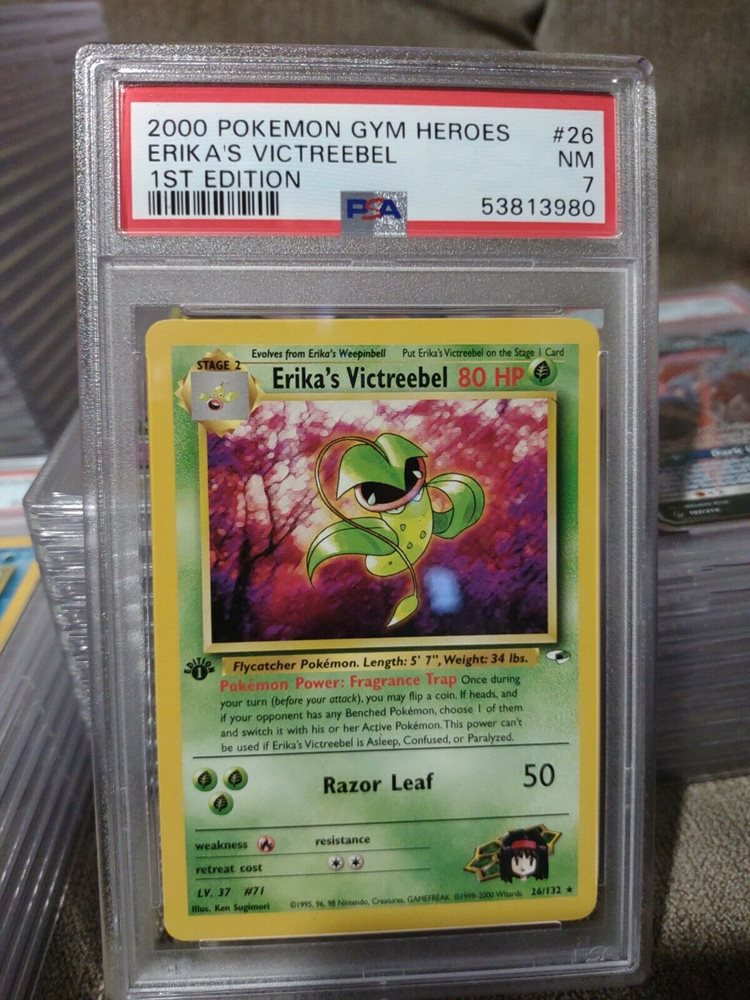 2000 POKEMON GYM HEROES #26
ERIKA'S VICTREEBEL NM
1ST EDITION 7
PSA 53813980
Evolves from Erika's Weepinbell Put Erika's Victreebel on the Stage 1 Card
STAGE 2
Erika's Victreebel 80 HP
EDITION 1
Flycatcher Pokémon. Length: 5' 7", Weight: 34 lbs.
Pokémon Power: Fragrance Trap Once during
your turn (before your attack), you may flip a coin. If heads, and
if your opponent has any Benched Pokémon, choose 1 of them
and switch it with his or her Active Pokémon. This power can't
be used if Erika's Victreebel is Asleep, Confused, or Paralyzed.
Razor Leaf 50
weakness resistance
retreat cost
LV. 37 #71
Illus. Ken Sugimori ©1995, 96, 98 Nintendo, Creatures, GAMEFREAK. ©1999-2000 Wizards. 26/132 ★